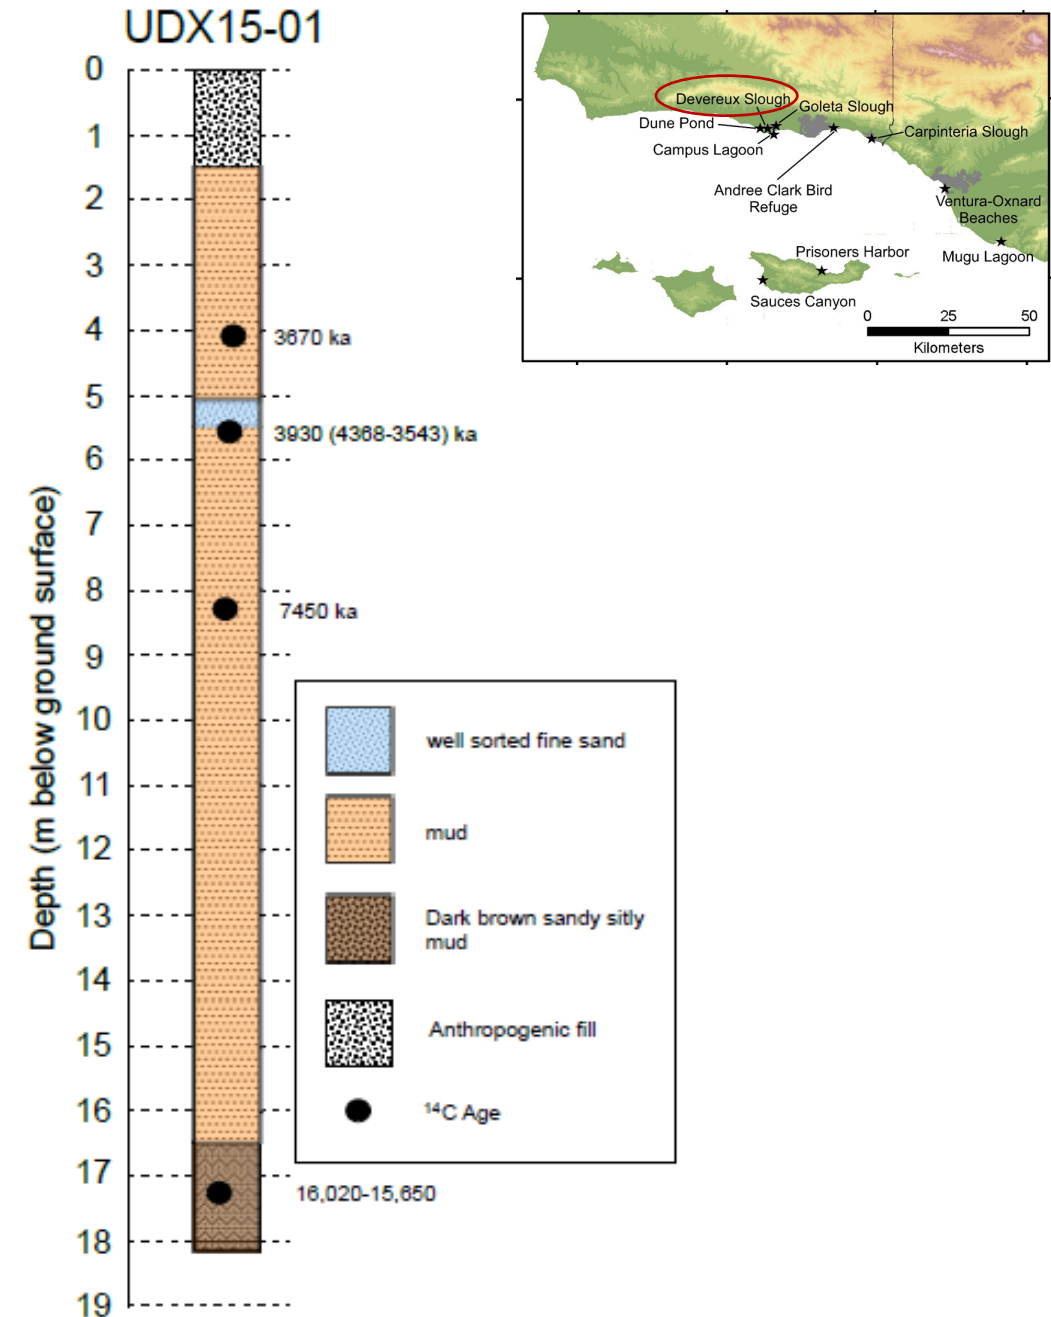 UDX15-01
0
1
2
3
4
5
6
7
8
9
10
11
12
13
14
15
16
17
18
19
Depth (m below ground surface)
3670 ka
3930 (4368-3543) ka
7450 ka
16,020-15,650
well sorted fine sand
mud
Dark brown sandy sitly
mud
Anthropogenic fill
¹⁴C Age
Devereux Slough
Goleta Slough
Dune Pond
Carpinteria Slough
Campus Lagoon
Andree Clark Bird
Refuge
Ventura-Oxnard
Beaches
Mugu Lagoon
Prisoners Harbor
Sauces Canyon
0 25 50
Kilometers